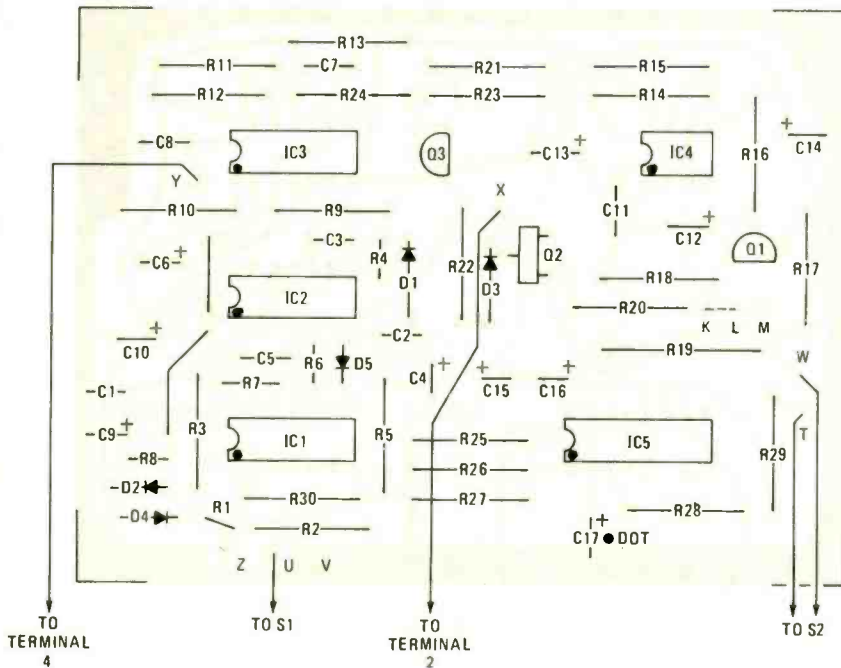 R13
R11 C7 R21 R15
R12 R24 R23 R14
C8 IC3 Q3 C13 + IC4 R16 + C14
Y X
R10 R9 C11
C3 C12 + Q1
C6 + R4 D1 R22 D3 Q2 R17
IC2 R18
R20
C2 K L M
C10 + R19
C5 R6 D5 C4 + + C15 C16 + W
C1 R7
C9 + R3 IC1 R5 R25 IC5 T
R8 R26 R29
D2 R30 R27
D4 R1 R2 R28
C17 + DOT
Z U V
TO TERMINAL 4
TO S1
TO TERMINAL 2
TO S2